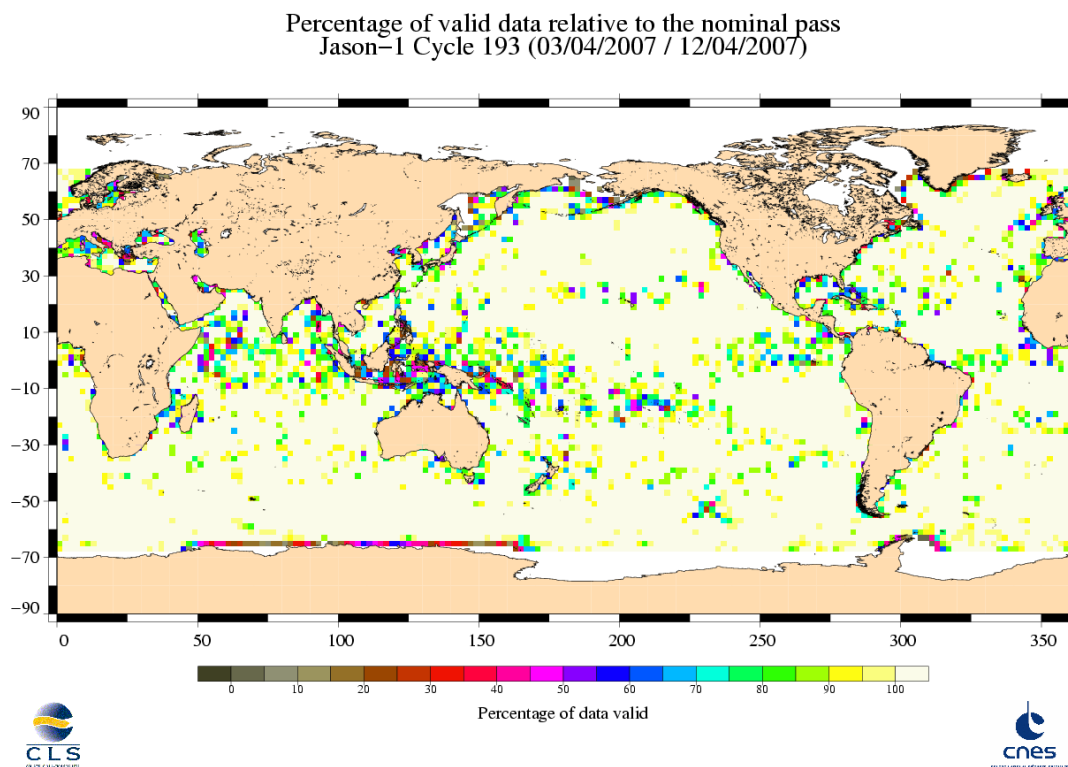 Percentage of valid data relative to the nominal pass
Jason−1 Cycle 193 (03/04/2007 / 12/04/2007)
90
70
50
30
10
−10
−30
−50
−70
−90
0 50 100 150 200 250 300 350
0 10 20 30 40 50 60 70 80 90 100
Percentage of data valid
CLS
cnes